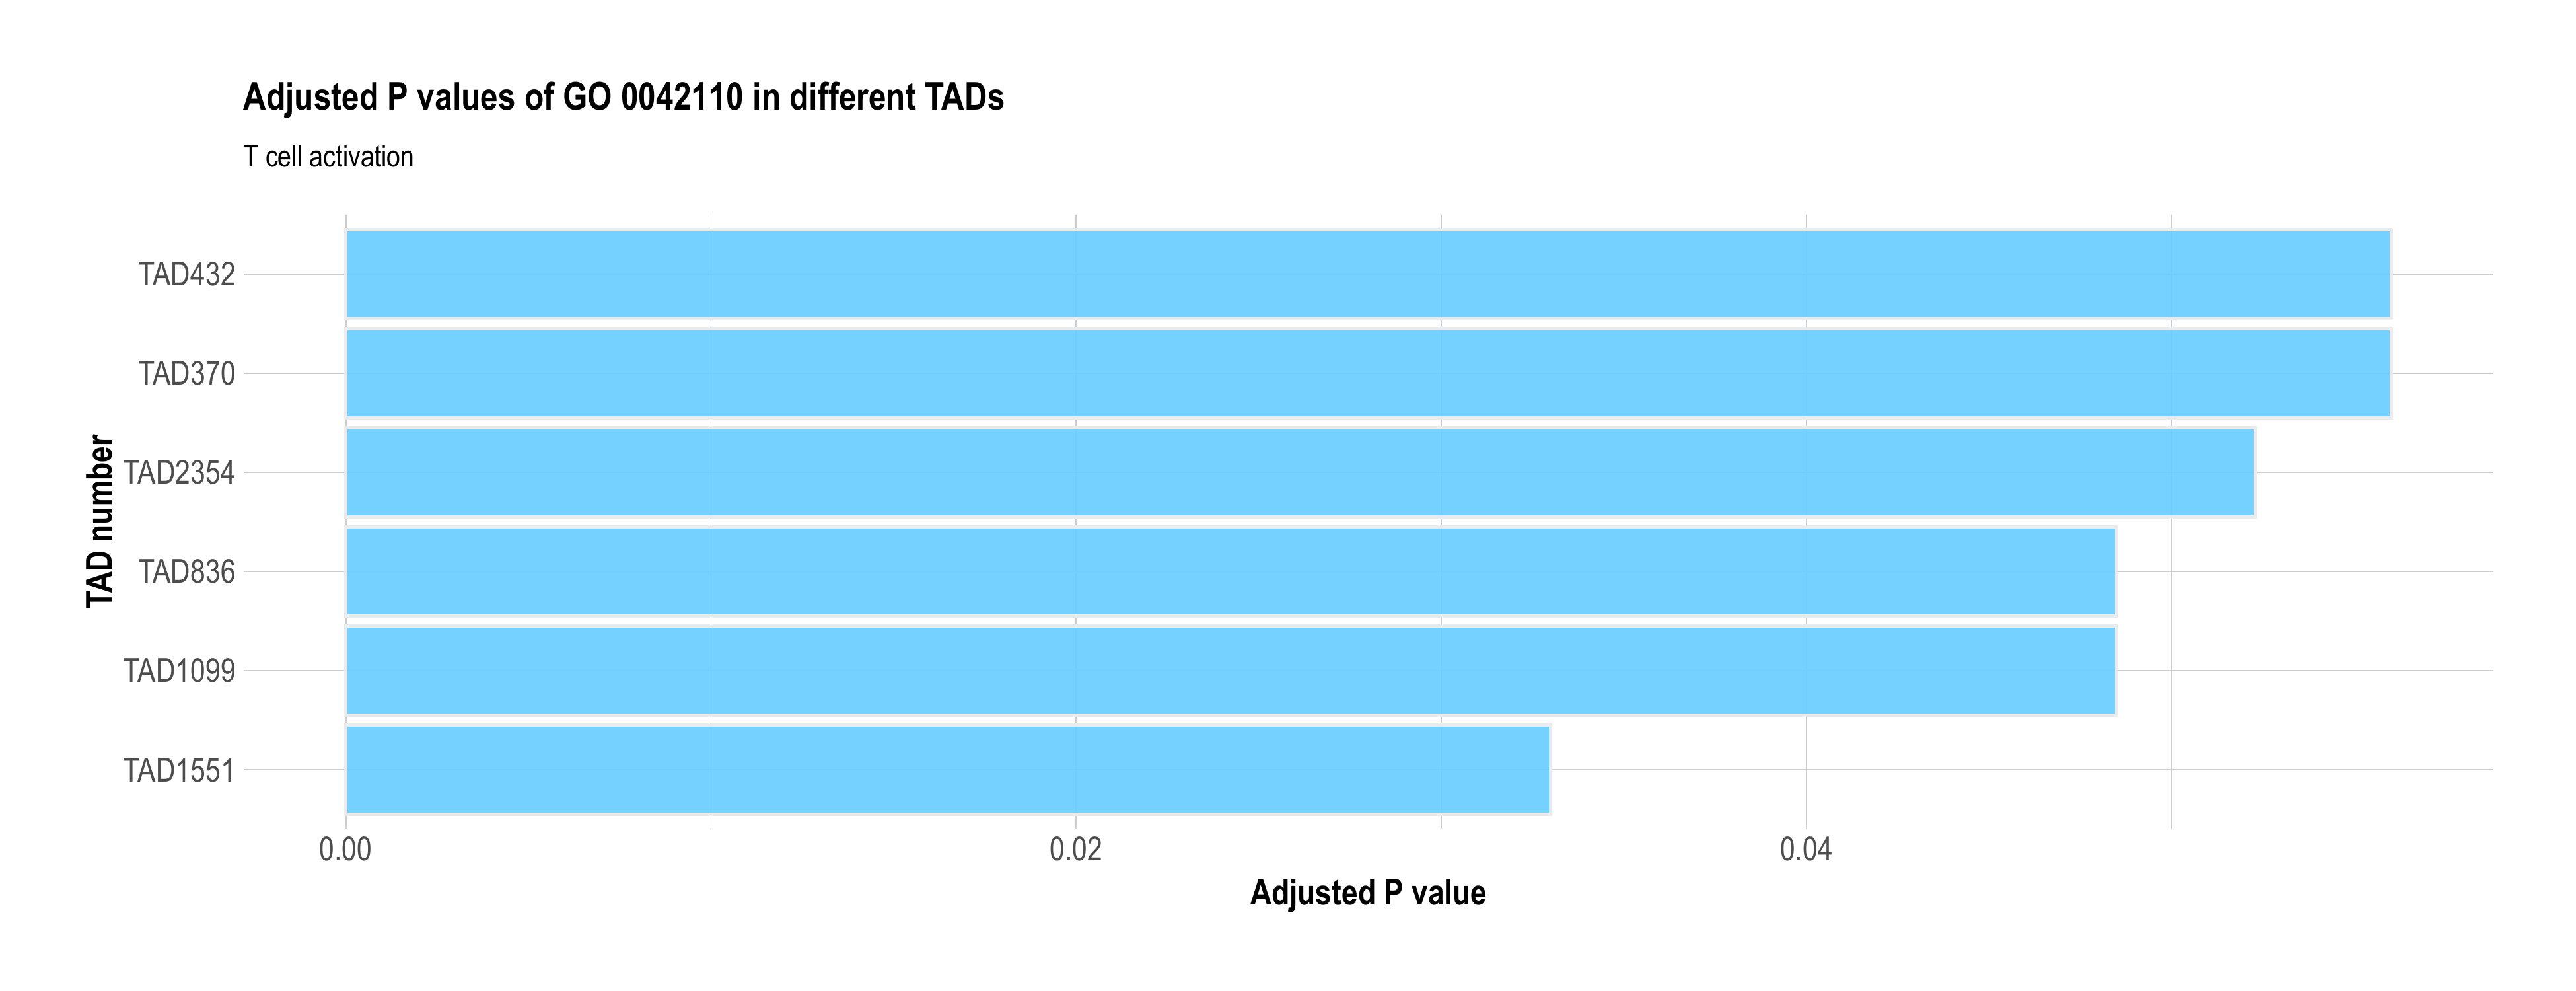 Adjusted P values of GO 0042110 in different TADs
T cell activation
TAD number
TAD432
TAD370
TAD2354
TAD836
TAD1099
TAD1551
0.00 0.02 0.04
Adjusted P value